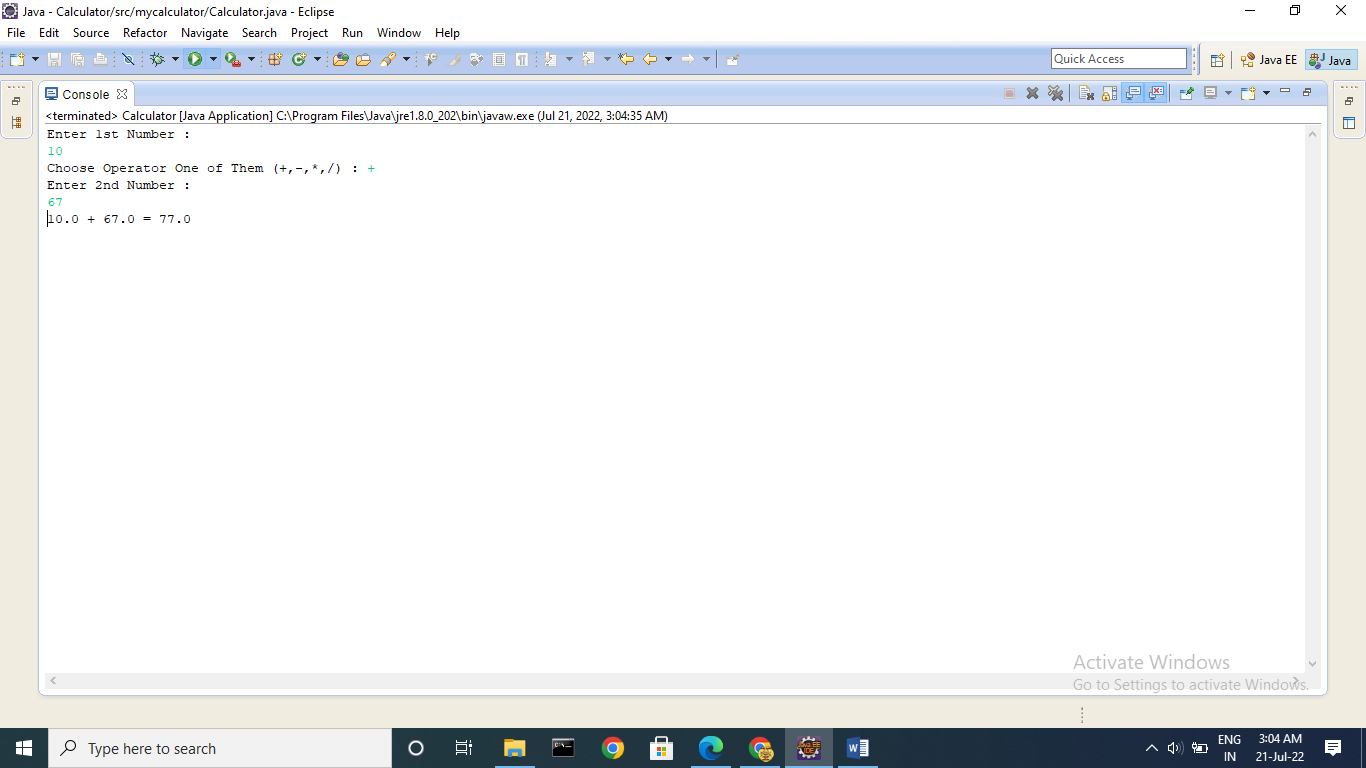 Java - Calculator/src/mycalculator/Calculator.java - Eclipse
File Edit Source Refactor Navigate Search Project Run Window Help
Quick Access
Java EE
Java
Console
<terminated> Calculator [Java Application] C:\Program Files\Java\jre1.8.0_202\bin\javaw.exe (Jul 21, 2022, 3:04:35 AM)
Enter 1st Number :
10
Choose Operator One of Them (+,-,*,/) : +
Enter 2nd Number :
67
10.0 + 67.0 = 77.0
Activate Windows
Go to Settings to activate Windows.
Type here to search
ENG
IN
3:04 AM
21-Jul-22